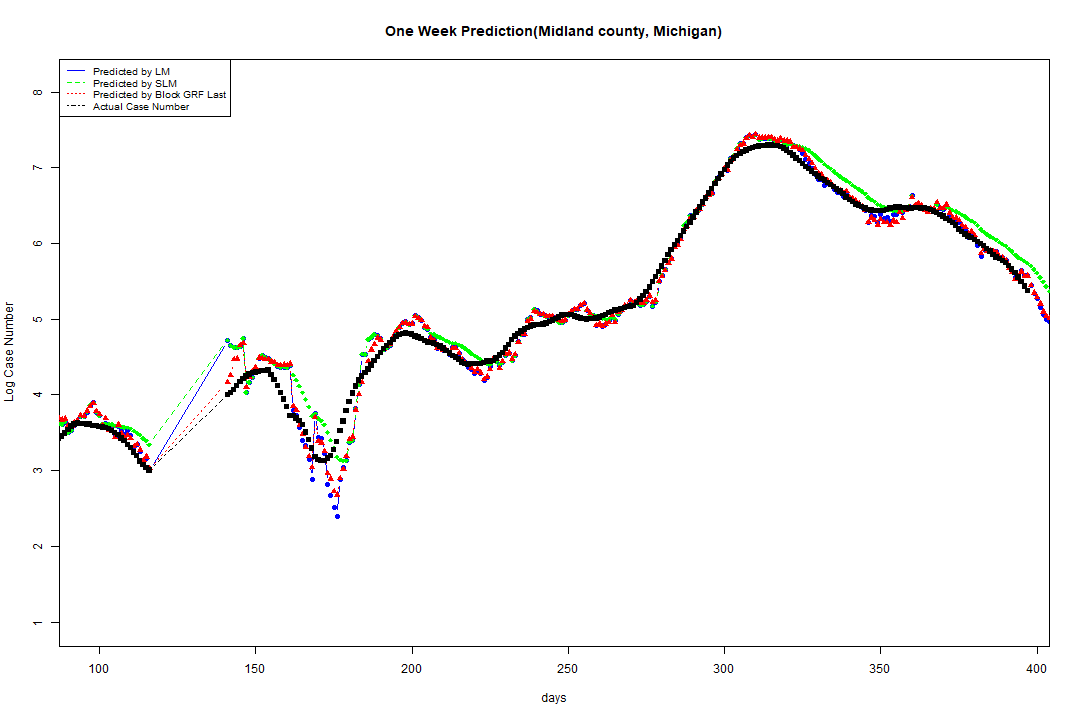 One Week Prediction(Midland county, Michigan)
Predicted by LM
Predicted by SLM
Predicted by Block GRF Last
Actual Case Number
8
7
6
5
4
3
2
1
Log Case Number
100 150 200 250 300 350 400
days